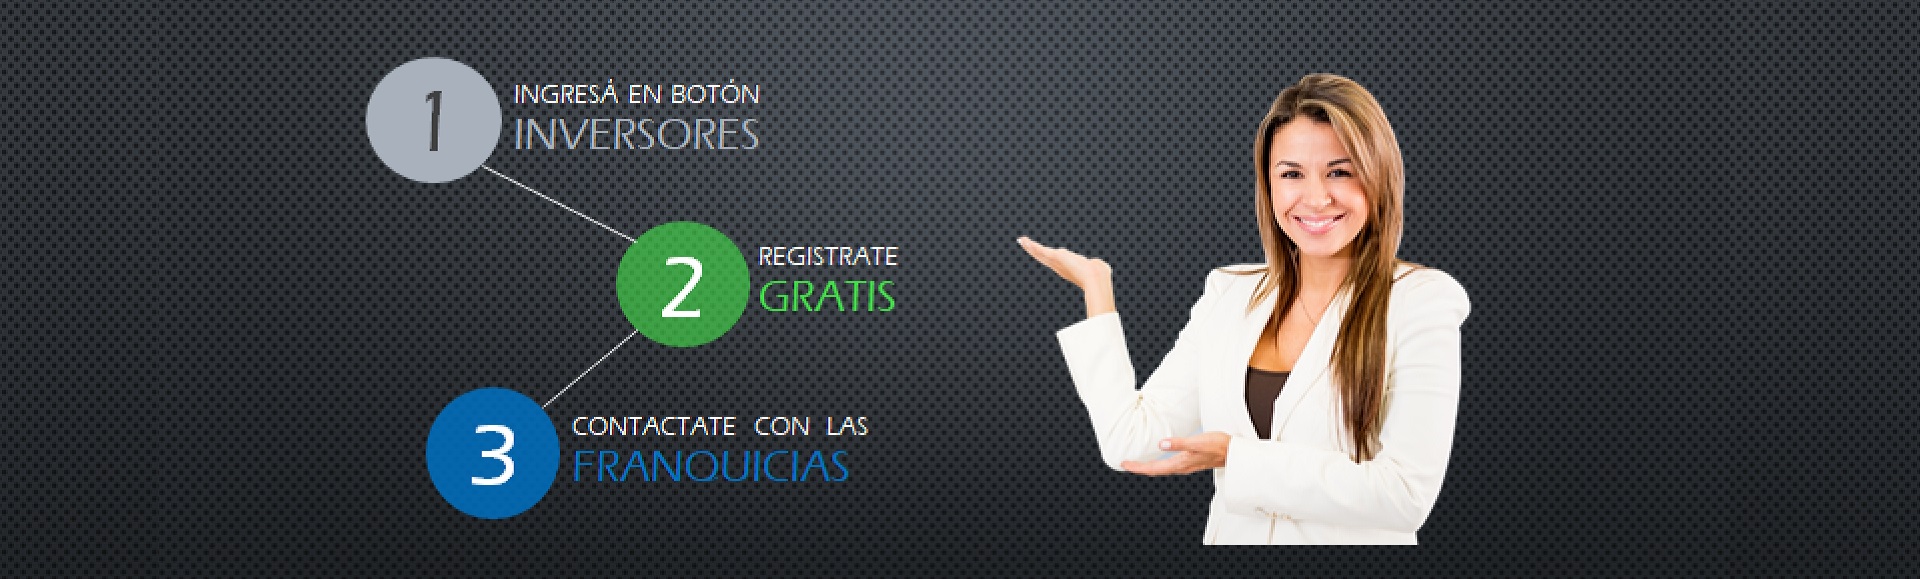 1
INGRESÁ EN BOTÓN
INVERSORES
2
REGISTRATE
GRATIS
3
CONTACTATE CON LAS
FRANQUICIAS